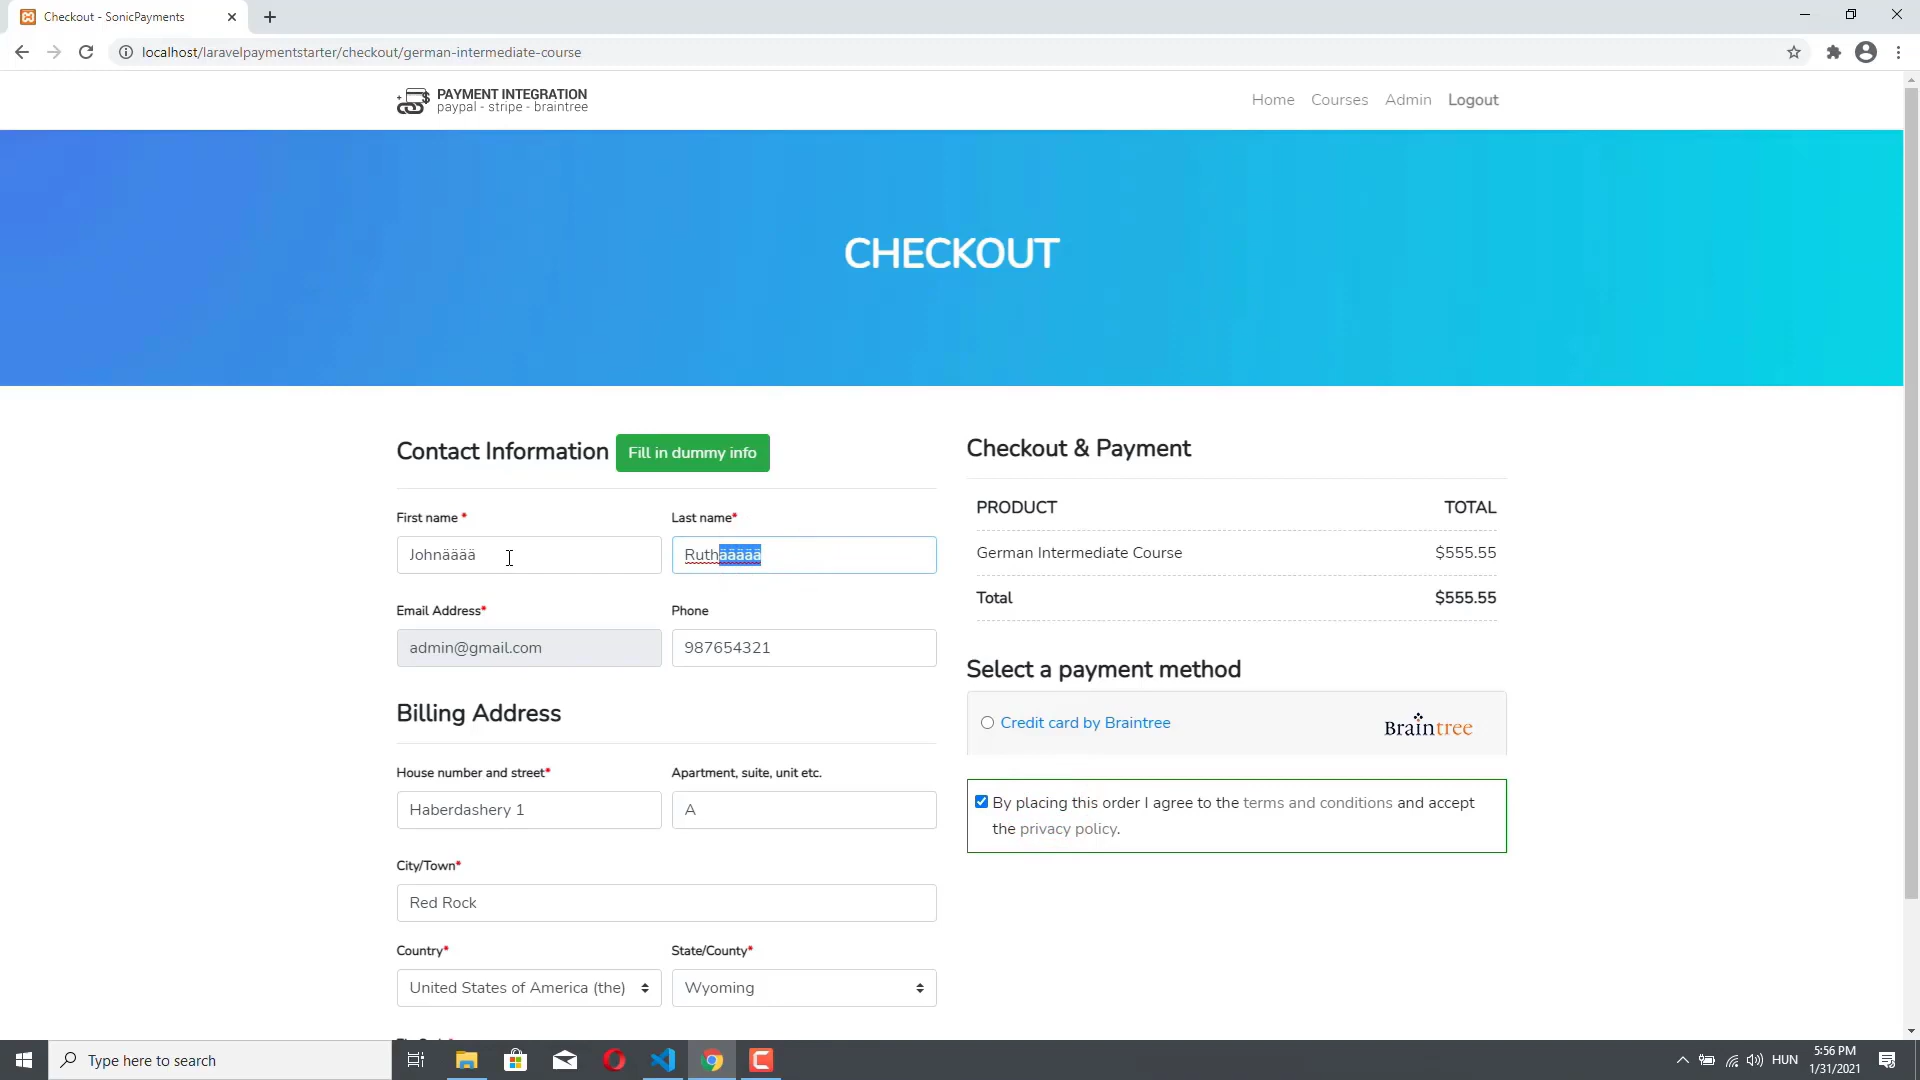 Checkout - SonicPayments
localhost/laravelpaymentstarter/checkout/german-intermediate-course
PAYMENT INTEGRATION
paypal - stripe - braintree
Home Courses Admin Logout
CHECKOUT
Contact Information Fill in dummy info
First name * Last name*
Johnääää Ruthäääää
Email Address* Phone
admin@gmail.com 987654321
Billing Address
House number and street* Apartment, suite, unit etc.
Haberdashery 1 A
City/Town*
Red Rock
Country* State/County*
United States of America (the) Wyoming
Checkout & Payment
PRODUCT TOTAL
German Intermediate Course $555.55
Total $555.55
Select a payment method
Credit card by Braintree Braintree
By placing this order I agree to the terms and conditions and accept
the privacy policy.
Type here to search
HUN
5:56 PM
1/31/2021